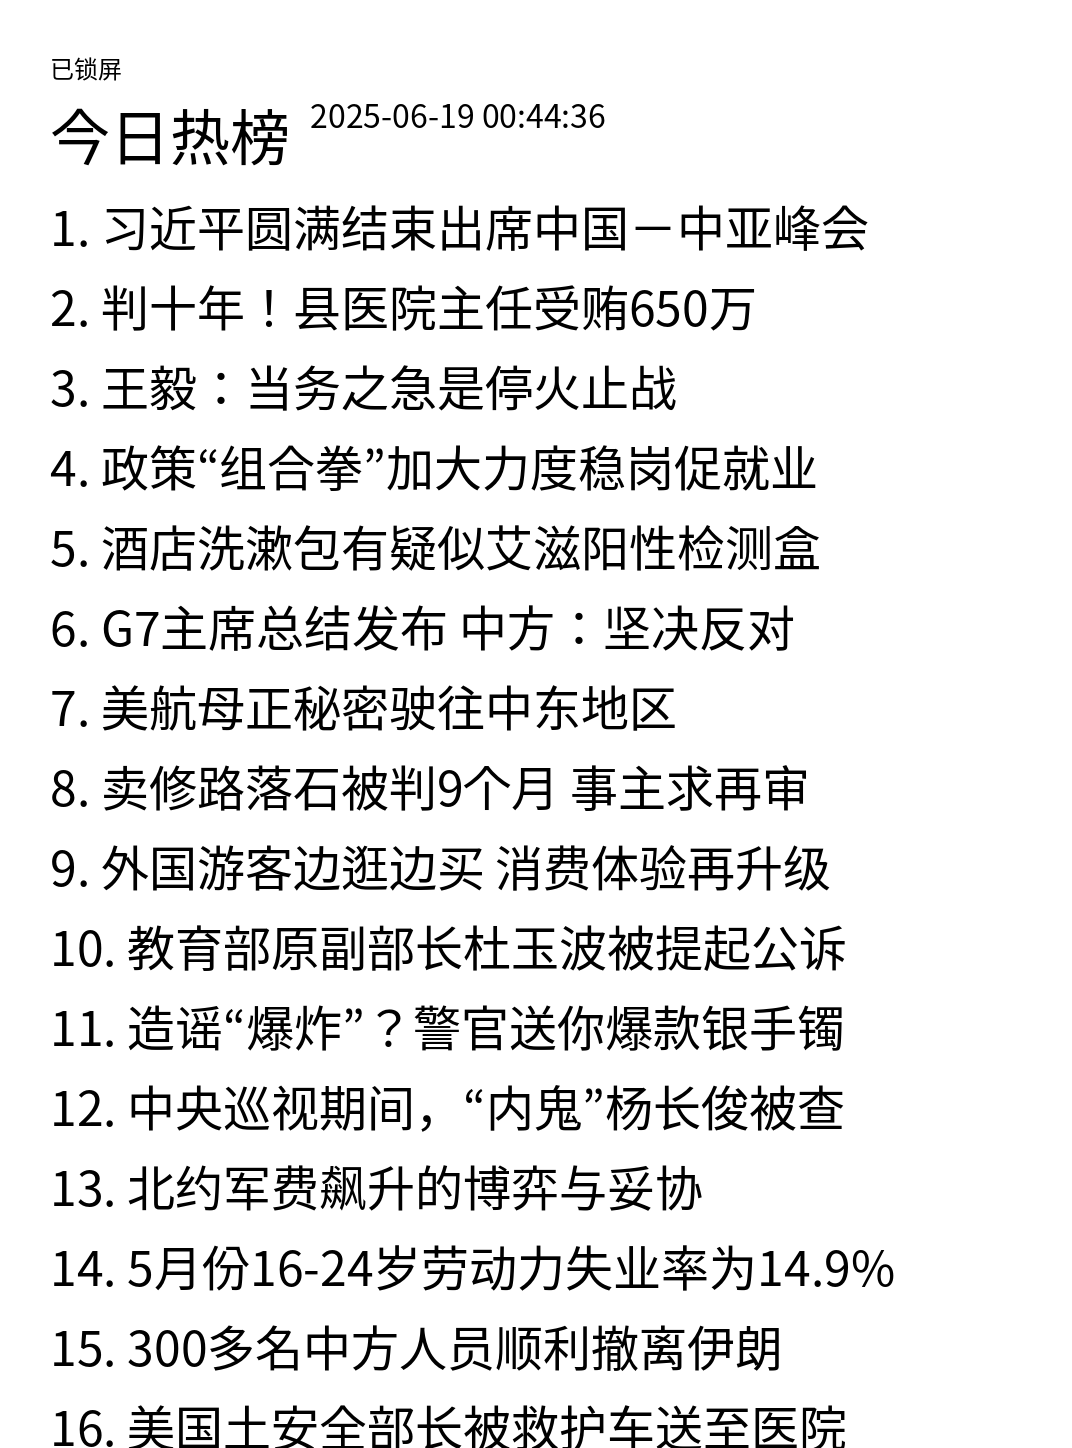 已锁屏
今日热榜 2025-06-19 00:44:36
1. 习近平圆满结束出席中国－中亚峰会
2. 判十年！县医院主任受贿650万
3. 王毅：当务之急是停火止战
4. 政策“组合拳”加大力度稳岗促就业
5. 酒店洗漱包有疑似艾滋阳性检测盒
6. G7主席总结发布 中方：坚决反对
7. 美航母正秘密驶往中东地区
8. 卖修路落石被判9个月 事主求再审
9. 外国游客边逛边买 消费体验再升级
10. 教育部原副部长杜玉波被提起公诉
11. 造谣“爆炸”？警官送你爆款银手镯
12. 中央巡视期间，“内鬼”杨长俊被查
13. 北约军费飙升的博弈与妥协
14. 5月份16-24岁劳动力失业率为14.9%
15. 300多名中方人员顺利撤离伊朗
16. 美国土安全部长被救护车送至医院